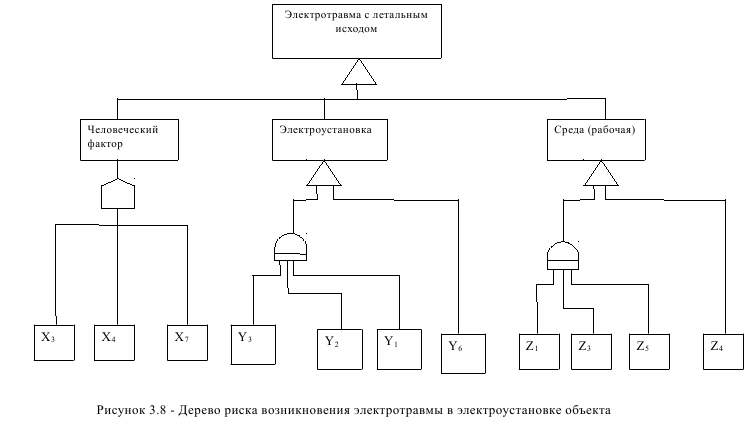 Электротравма с летальным
исходом
Человеческий
фактор
Электроустановка
Среда (рабочая)
X3
X4
X7
Y3
Y2
Y1
Y6
Z1
Z3
Z5
Z4
Рисунок 3.8 - Дерево риска возникновения электротравмы в электроустановке объекта